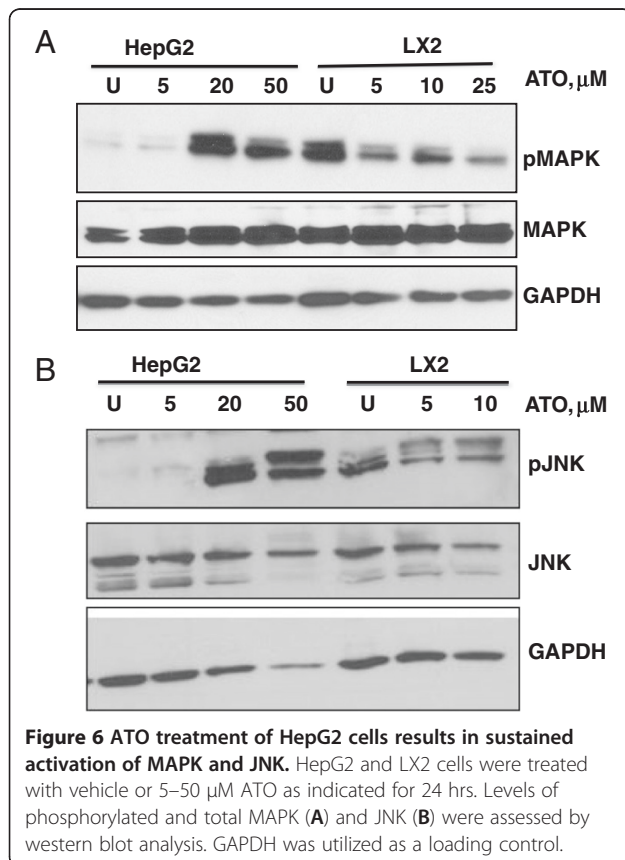 A
HepG2 LX2
U 5 20 50 U 5 10 25 ATO, µM
pMAPK
MAPK
GAPDH
B
HepG2 LX2
U 5 20 50 U 5 10 ATO, µM
pJNK
JNK
GAPDH
Figure 6 ATO treatment of HepG2 cells results in sustained
activation of MAPK and JNK. HepG2 and LX2 cells were treated
with vehicle or 5–50 µM ATO as indicated for 24 hrs. Levels of
phosphorylated and total MAPK (A) and JNK (B) were assessed by
western blot analysis. GAPDH was utilized as a loading control.